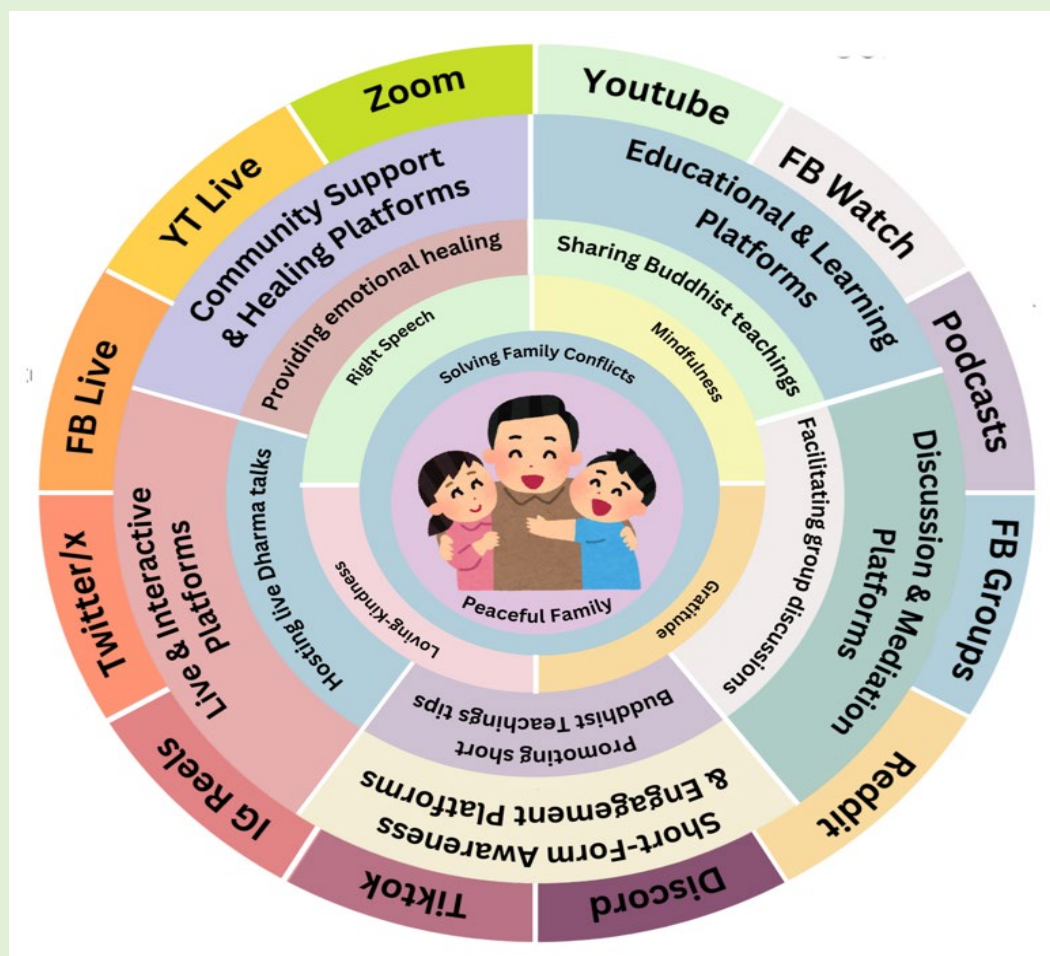 Zoom
Youtube
FB Watch
Podcasts
FB Groups
Reddit
Discord
Tiktok
IG Reels
Twitter/x
FB Live
YT Live
Community Support
& Healing Platforms
Educational & Learning
Platforms
Discussion & Mediation
Platforms
Short-Form Awareness
& Engagement Platforms
Live & Interactive
Platforms
Providing emotional healing
Sharing Buddhist teachings
Facilitating group discussions
Promoting short
Buddhist Teachings tips
Hosting live Dharma talks
Right Speech
Mindfulness
Gratitude
Loving-Kindness
Solving Family Conflicts
Peaceful Family